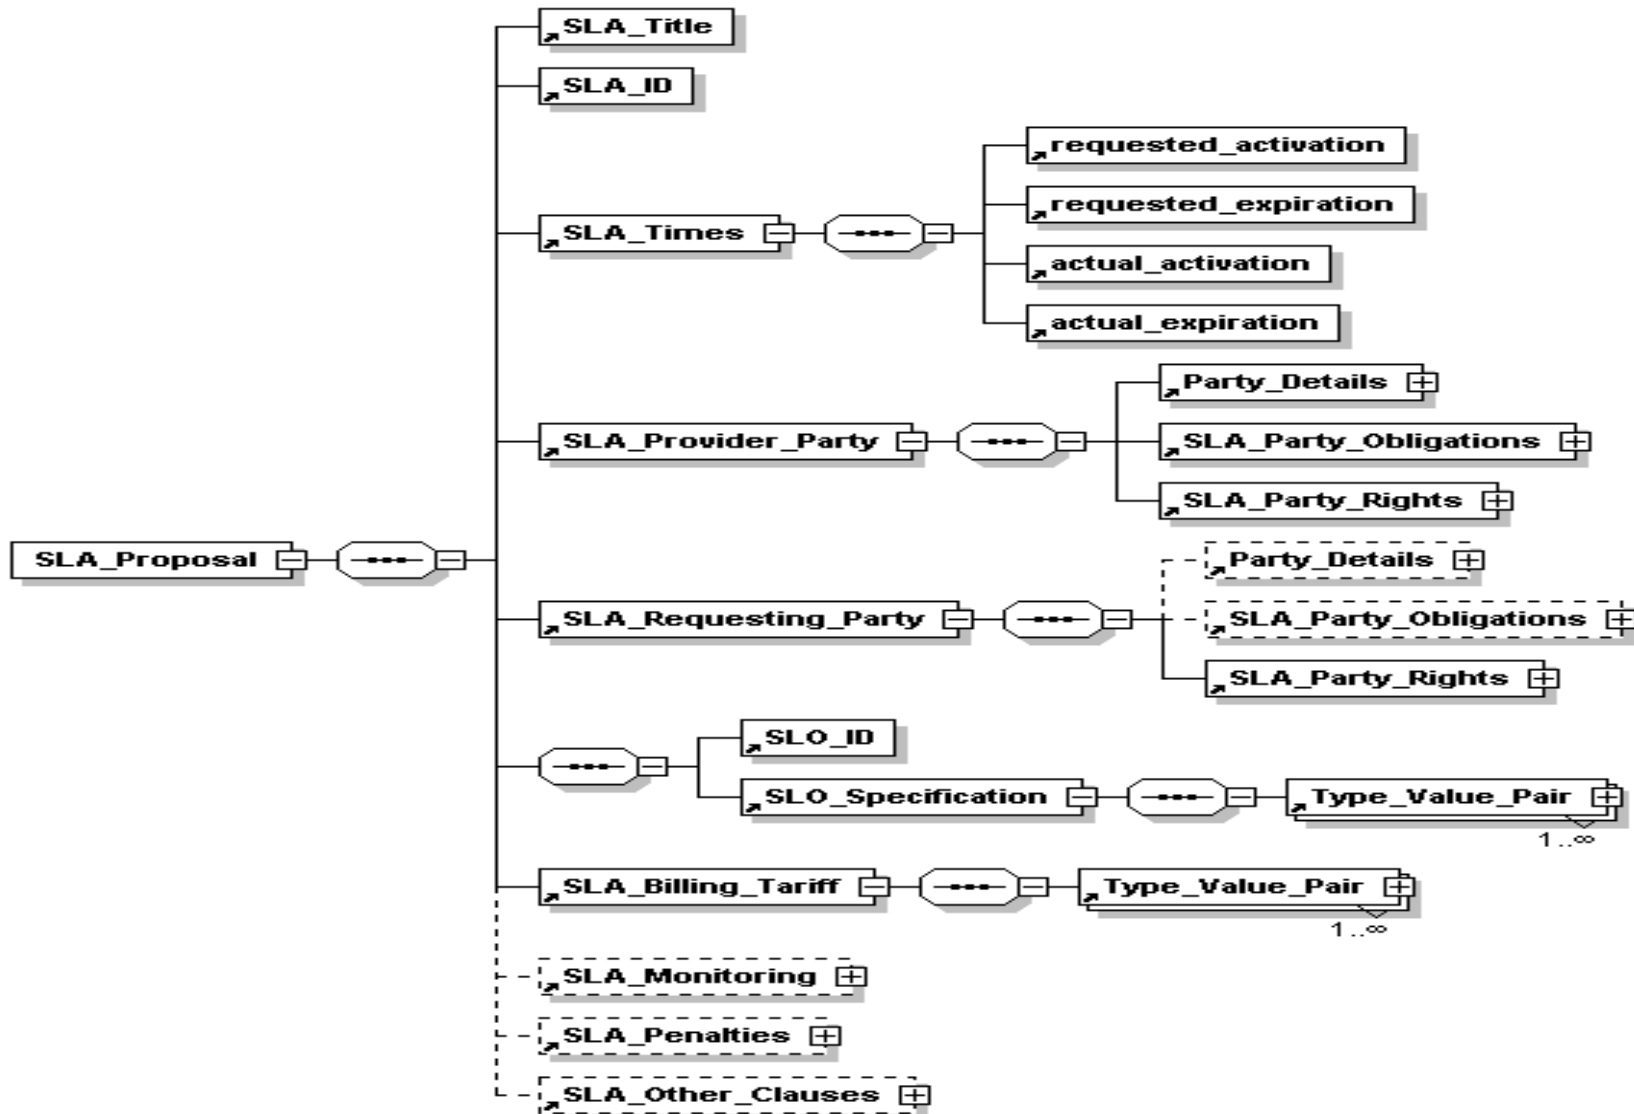 SLA_Title
SLA_ID
requested_activation
requested_expiration
SLA_Times
actual_activation
actual_expiration
Party_Details
SLA_Provider_Party
SLA_Party_Obligations
SLA_Party_Rights
SLA_Proposal
Party_Details
SLA_Requesting_Party
SLA_Party_Obligations
SLA_Party_Rights
SLO_ID
SLO_Specification
Type_Value_Pair
1..∞
SLA_Billing_Tariff
Type_Value_Pair
1..∞
SLA_Monitoring
SLA_Penalties
SLA_Other_Clauses